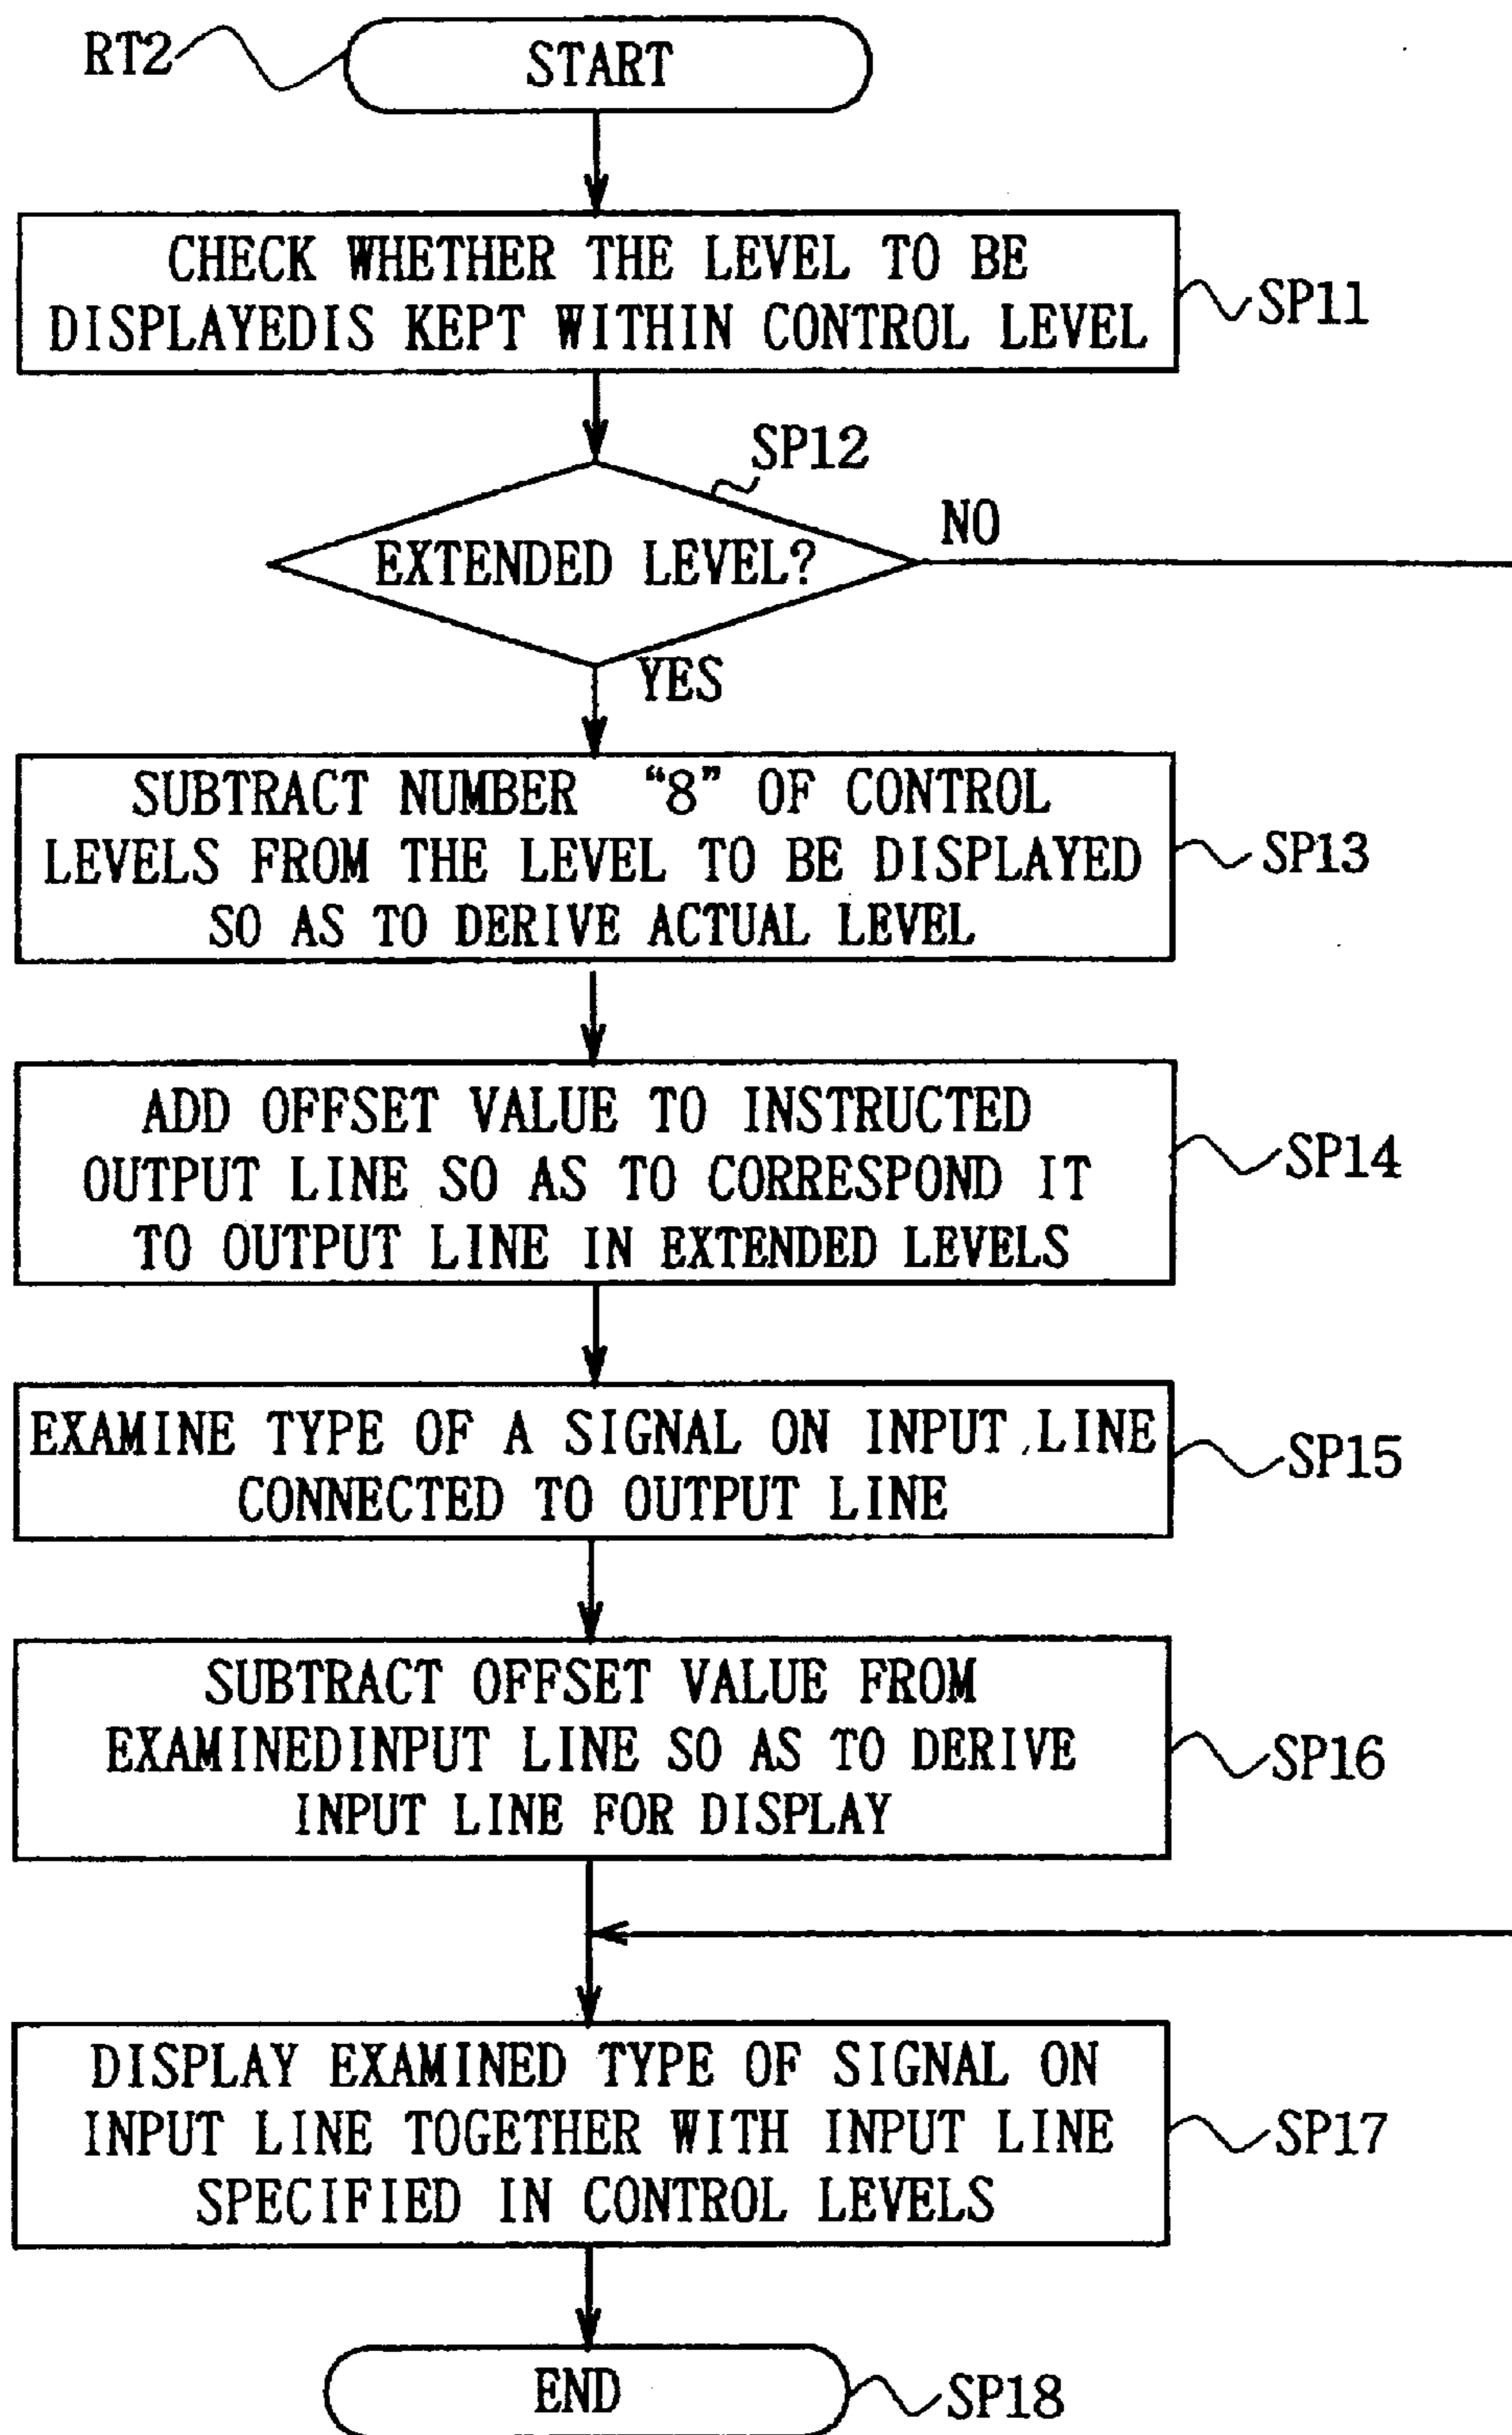 RT2
START
CHECK WHETHER THE LEVEL TO BE
DISPLAYEDIS KEPT WITHIN CONTROL LEVEL
SP11
SP12
EXTENDED LEVEL?
NO
YES
SUBTRACT NUMBER “8” OF CONTROL
LEVELS FROM THE LEVEL TO BE DISPLAYED
SO AS TO DERIVE ACTUAL LEVEL
SP13
ADD OFFSET VALUE TO INSTRUCTED
OUTPUT LINE SO AS TO CORRESPOND IT
TO OUTPUT LINE IN EXTENDED LEVELS
SP14
EXAMINE TYPE OF A SIGNAL ON INPUT LINE
CONNECTED TO OUTPUT LINE
SP15
SUBTRACT OFFSET VALUE FROM
EXAMINEDINPUT LINE SO AS TO DERIVE
INPUT LINE FOR DISPLAY
SP16
DISPLAY EXAMINED TYPE OF SIGNAL ON
INPUT LINE TOGETHER WITH INPUT LINE
SPECIFIED IN CONTROL LEVELS
SP17
END
SP18